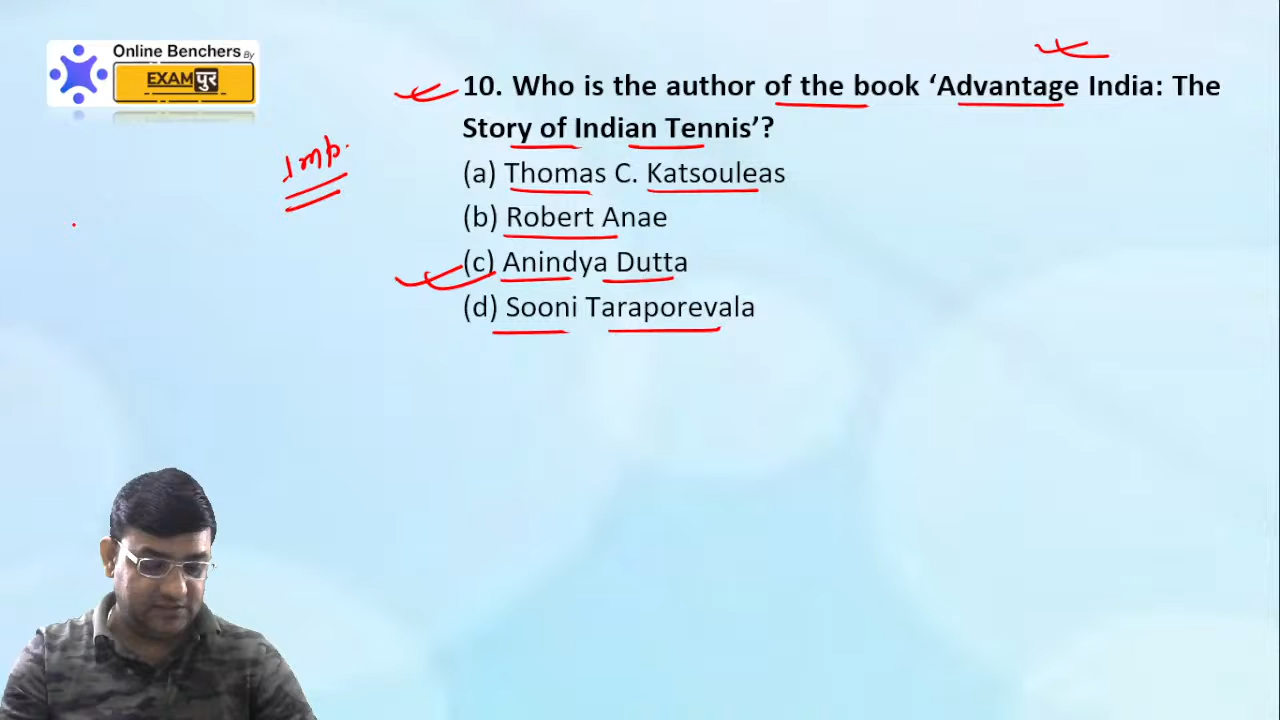 Online Benchers By
EXAMपुर
10. Who is the author of the book ‘Advantage India: The
Story of Indian Tennis’?
Imp.
(a) Thomas C. Katsouleas
(b) Robert Anae
(c) Anindya Dutta
(d) Sooni Taraporevala